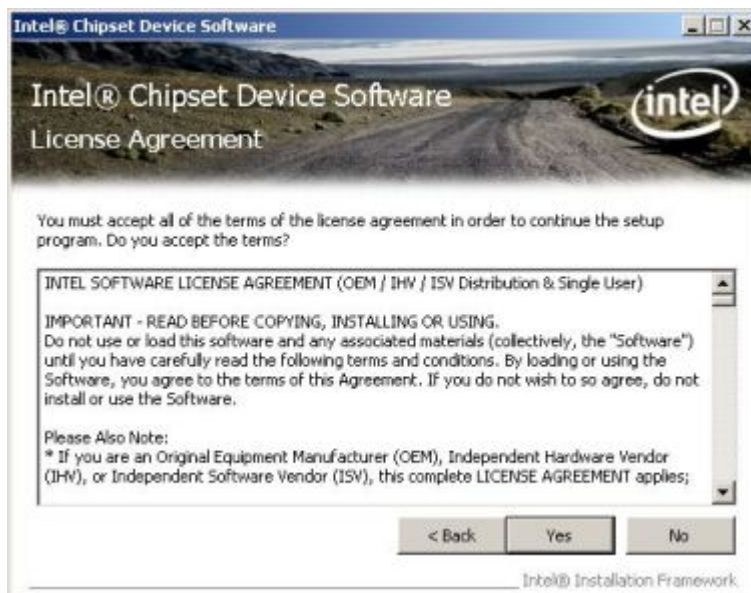 Intel® Chipset Device Software
Intel® Chipset Device Software
intel
License Agreement
You must accept all of the terms of the license agreement in order to continue the setup
program. Do you accept the terms?
INTEL SOFTWARE LICENSE AGREEMENT (OEM / IHV / ISV Distribution & Single User)
IMPORTANT - READ BEFORE COPYING, INSTALLING OR USING.
Do not use or load this software and any associated materials (collectively, the "Software")
until you have carefully read the following terms and conditions. By loading or using the
Software, you agree to the terms of this Agreement. If you do not wish to so agree, do not
install or use the Software.
Please Also Note:
* If you are an Original Equipment Manufacturer (OEM), Independent Hardware Vendor
(IHV), or Independent Software Vendor (ISV), this complete LICENSE AGREEMENT applies;
< Back Yes No
Intel® Installation Framework